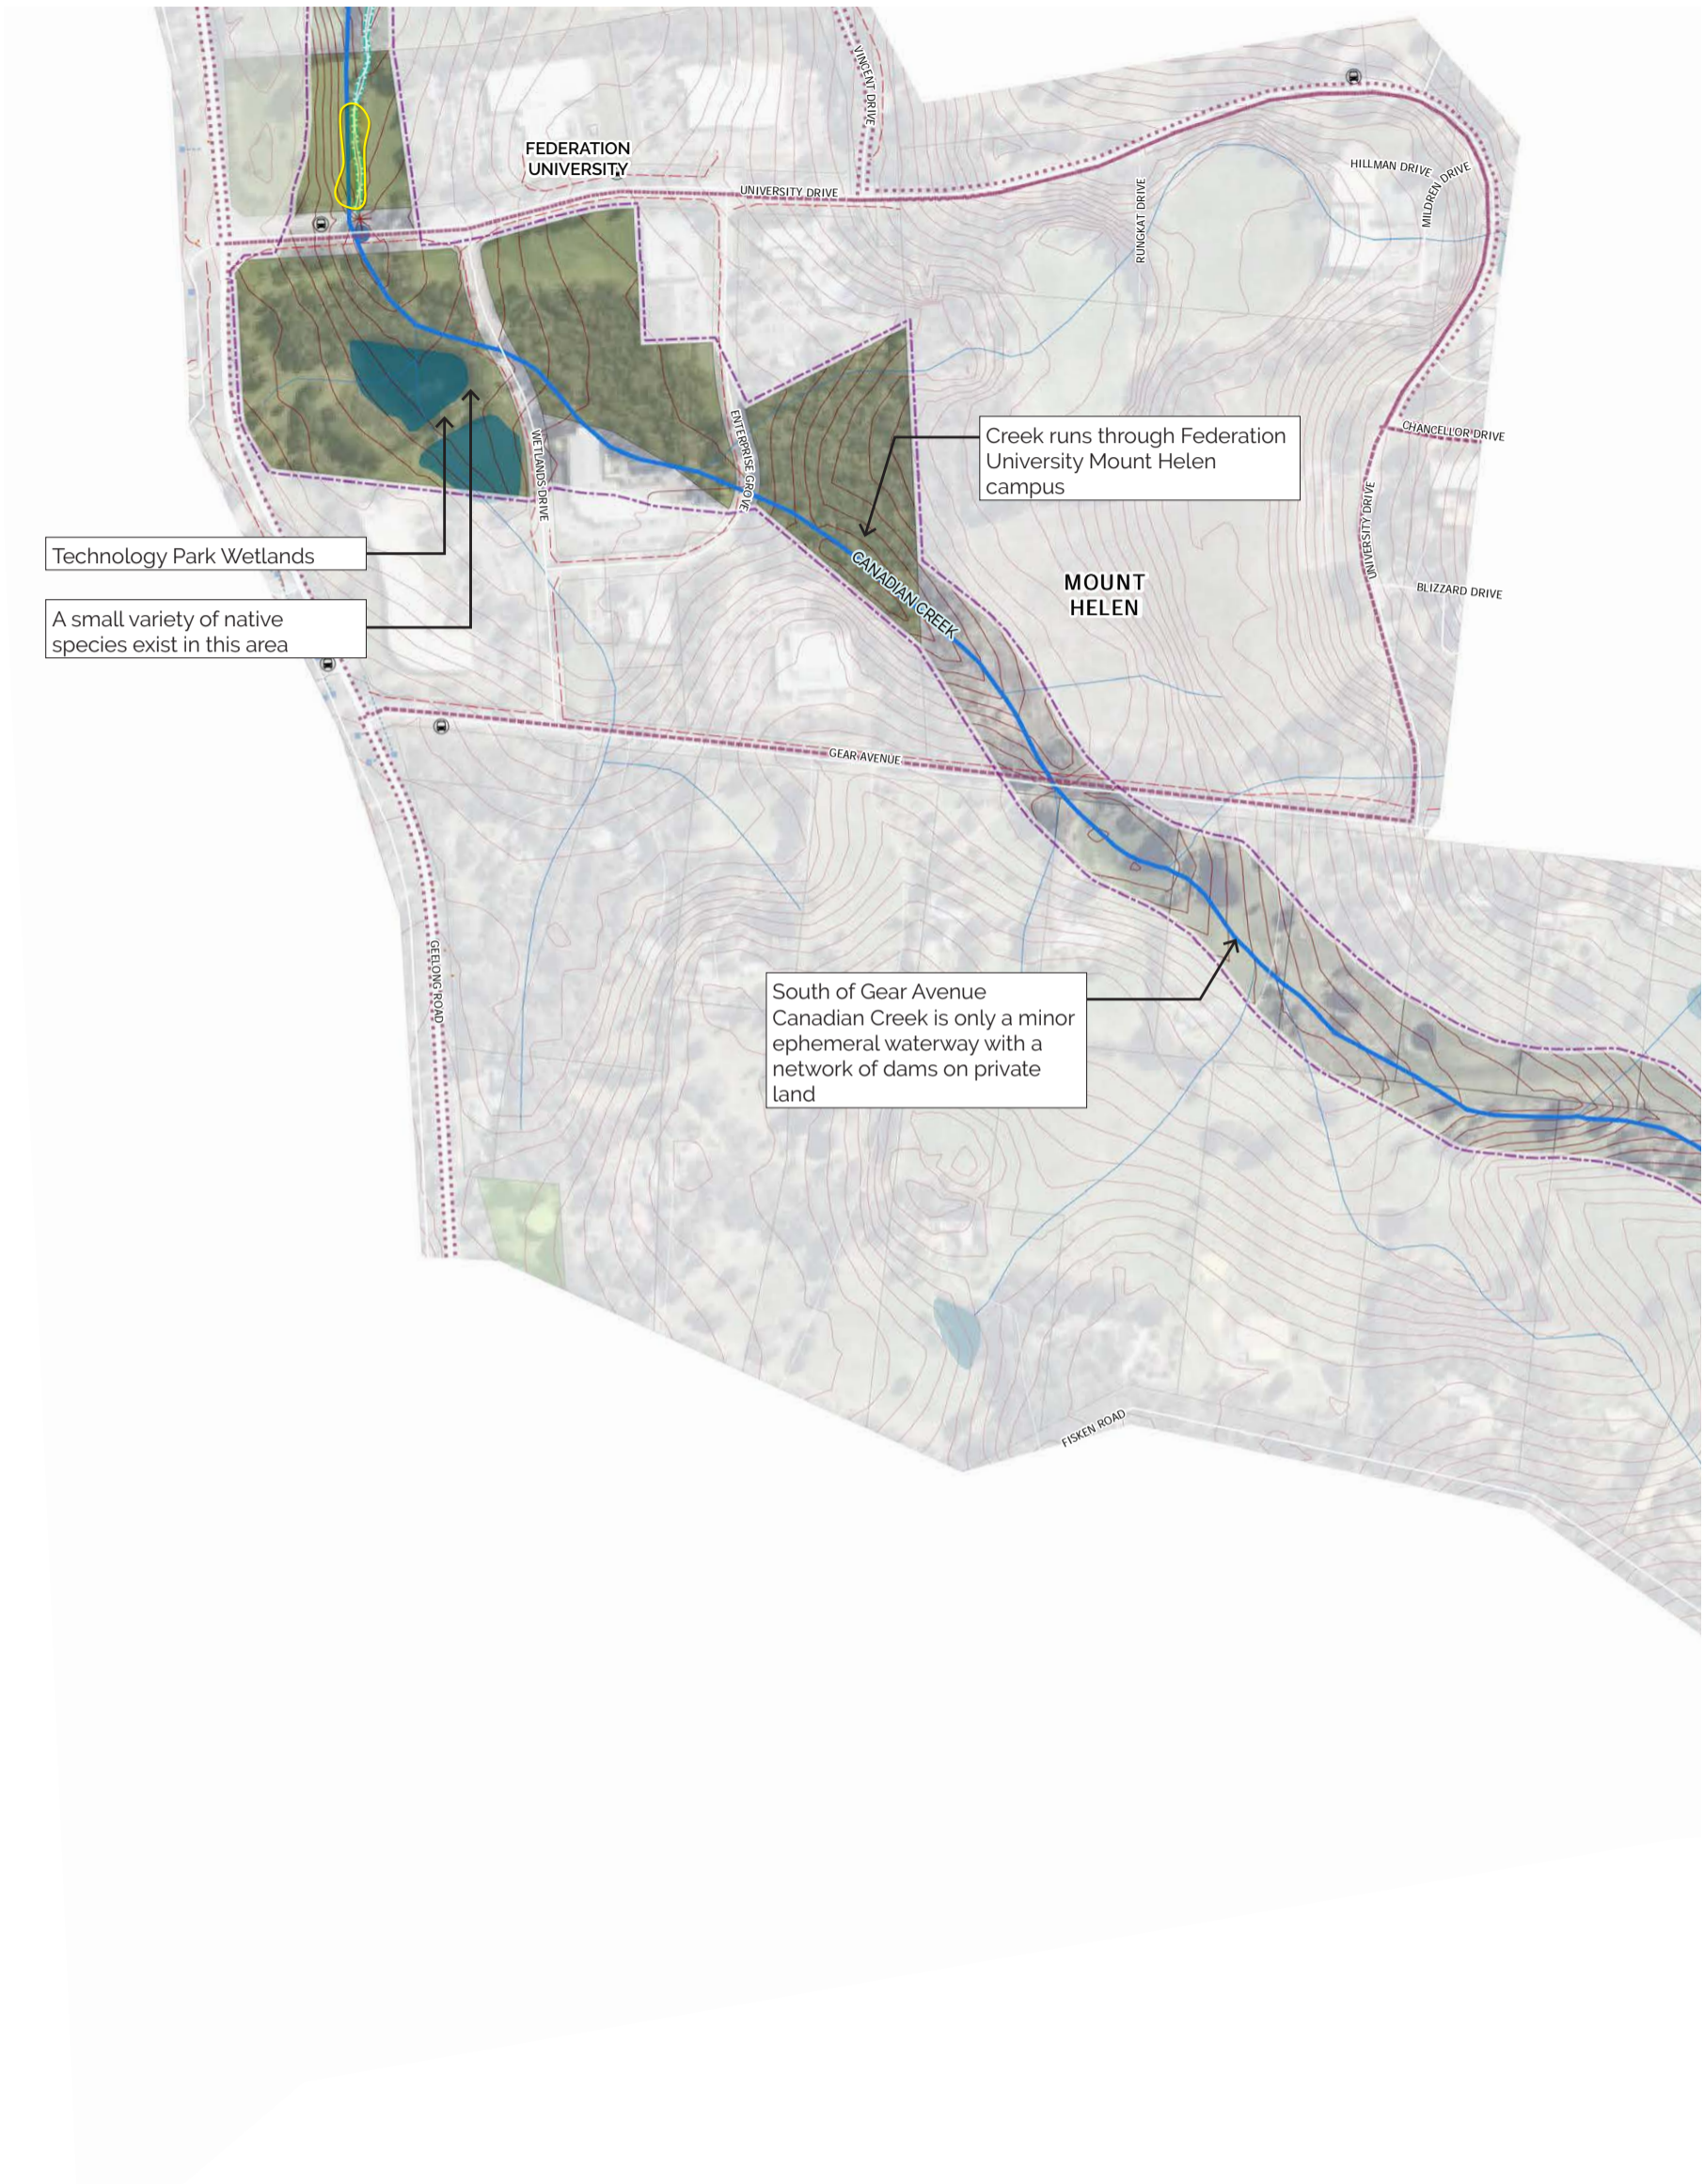 VINCENT DRIVE
FEDERATION
UNIVERSITY
UNIVERSITY DRIVE
HILLMAN DRIVE
MILDREN DRIVE
RUNGKAT DRIVE
WETLANDS DRIVE
ENTERPRISE GROVE
Creek runs through Federation
University Mount Helen
campus
CHANCELLOR DRIVE
UNIVERSITY DRIVE
Technology Park Wetlands
A small variety of native
species exist in this area
CANADIAN CREEK
MOUNT
HELEN
BLIZZARD DRIVE
GEAR AVENUE
GEELONG ROAD
South of Gear Avenue
Canadian Creek is only a minor
ephemeral waterway with a
network of dams on private
land
FISKEN ROAD